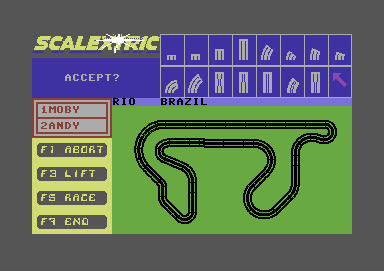 SCALEXTRIC
ACCEPT?
RIO BRAZIL
1MOBY
2ANDY
F1 ABORT
F3 LIFT
F5 RACE
F7 END